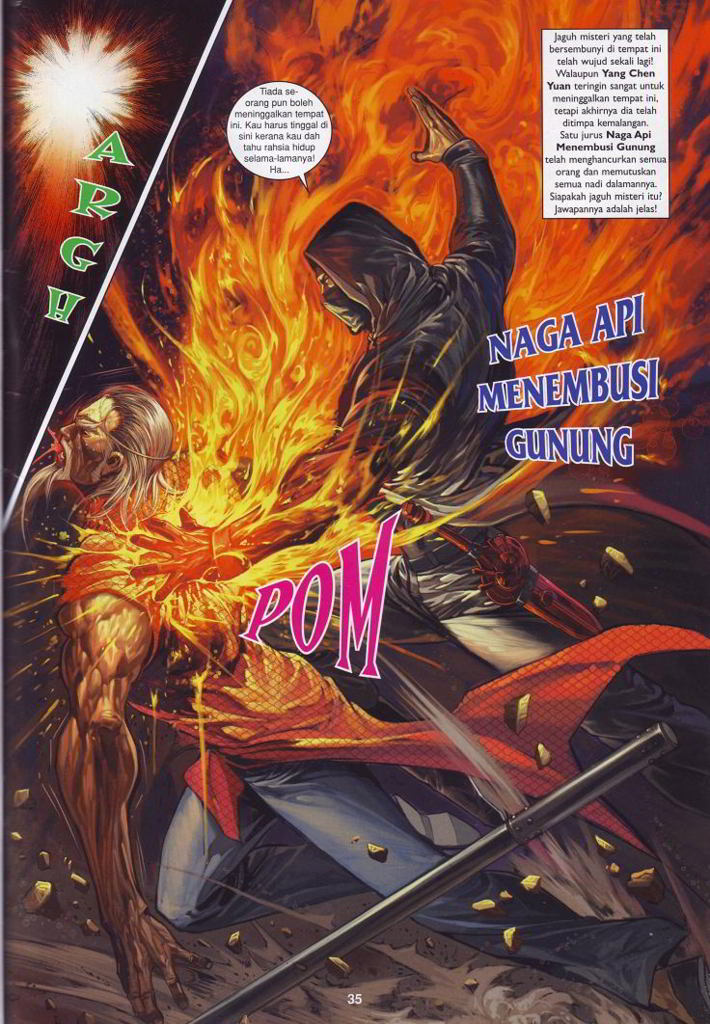 A
R
G
H
Tiada se-
orang pun boleh
meninggalkan tempat
ini. Kau harus tinggal di
sini kerana kau dah
tahu rahsia hidup
selama-lamanya!
Ha...
Jaguh misteri yang telah
bersembunyi di tempat ini
telah wujud sekali lagi!
Walaupun Yang Chen
Yuan teringin sangat untuk
meninggalkan tempat ini,
tetapi akhirnya dia telah
ditimpa kemalangan.
Satu jurus Naga Api
Menembusi Gunung
telah menghancurkan semua
orang dan memutuskan
semua nadi dalamannya.
Siapakah jaguh misteri itu?
Jawapannya adalah jelas!
NAGA API
MENEMBUSI
GUNUNG
POM
35